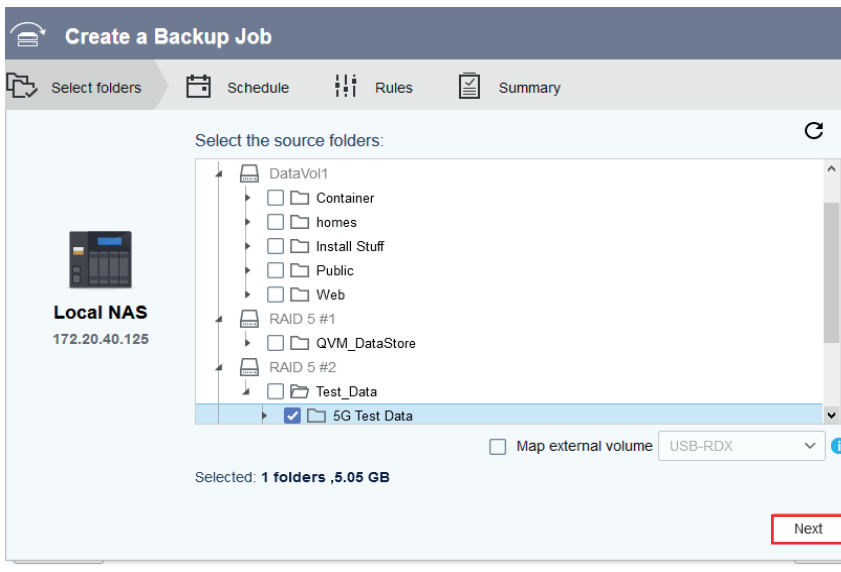 Create a Backup Job
Select folders
Schedule
Rules
Summary
Select the source folders:
DataVol1
Container
homes
Install Stuff
Public
Web
RAID 5 #1
QVM_DataStore
RAID 5 #2
Test_Data
5G Test Data
Local NAS
172.20.40.125
Map external volume
USB-RDX
Selected: 1 folders ,5.05 GB
Next